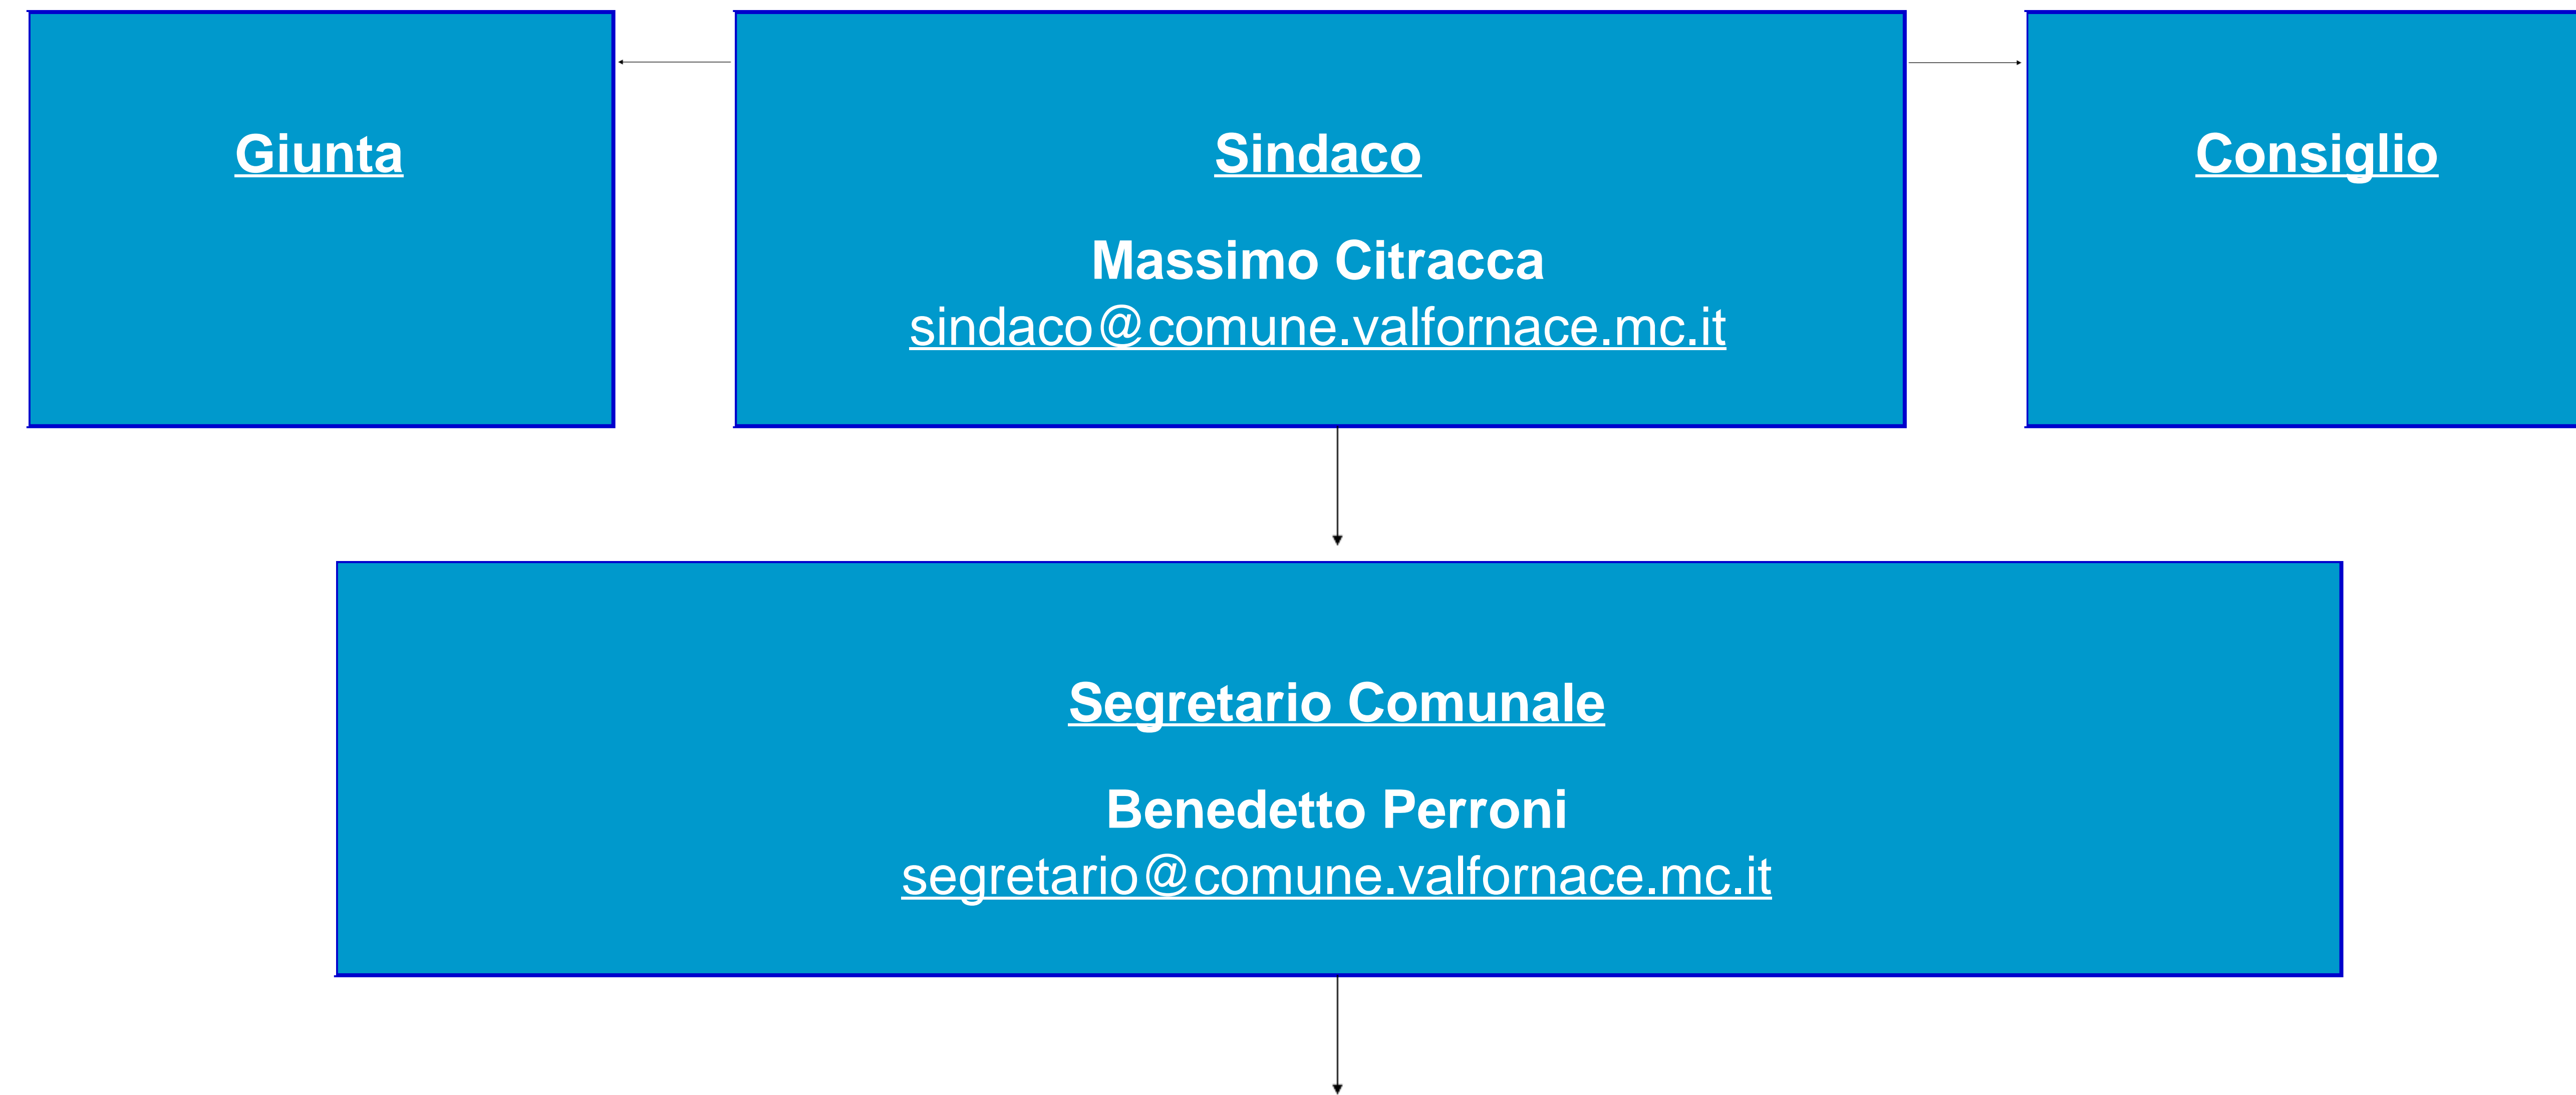 Giunta
Sindaco
Massimo Citracca
sindaco@comune.valfornace.mc.it
Consiglio
Segretario Comunale
Benedetto Perroni
segretario@comune.valfornace.mc.it